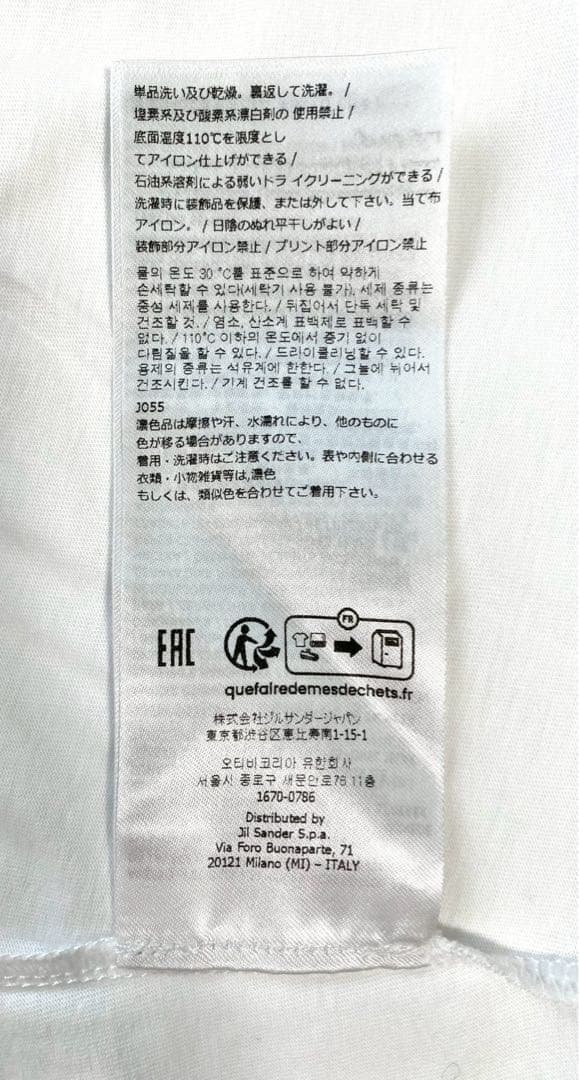 単品洗い及び乾燥。裏返して洗濯。/
塩素系及び酸素系漂白剤の 使用禁止 /
底面温度110℃を限度とし
てアイロン仕上げができる /
石油系溶剤による弱いドラ イクリーニングができる /
洗濯時に装飾品を保護、または外して下さい。当て布
アイロン。/ 日陰のぬれ平干しがよい /
装飾部分アイロン禁止 / プリント部分アイロン禁止
물의 온도 30 ℃를 표준으로 하여 약하게
손세탁할 수 있다(세탁기 사용 불가). 세제 종류는
중성 세제를 사용한다. / 뒤집어서 단독 세탁 및
건조할 것. / 염소, 산소계 표백제로 표백할 수
없다. / 110℃ 이하의 온도에서 증기 없이
다림질을 할 수 있다. / 드라이클리닝할 수 있다.
용제의 종류는 석유계에 한한다. / 그늘에 뉘어서
건조시킨다. / 기계 건조를 할 수 없다.
J055
濃色品は摩擦や汗、水濡れにより、他のものに
色が移る場合がありますので、
着用・洗濯時はご注意ください。表や内側に合わせる
衣類・小物雑貨等は,濃色
もしくは、類似色を合わせてご着用下さい。
EAC
FR
quefairedemesdechets.fr
株式会社ジルサンダージャパン
東京都渋谷区恵比寿南1-15-1
오티비코리아 유한회사
서울시 종로구 새문안로76 11층
1670-0786
Distributed by
Jil Sander S.p.a.
Via Foro Buonaparte, 71
20121 Milano (MI) – ITALY